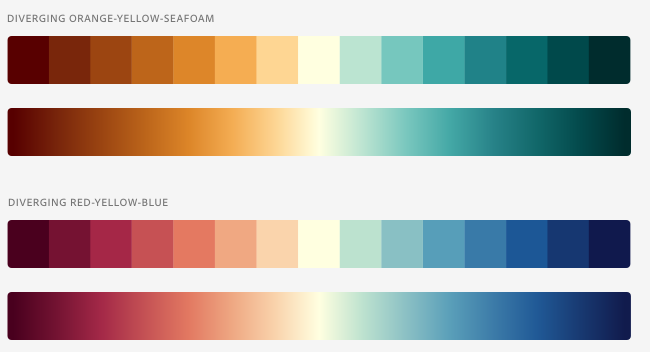 DIVERGING ORANGE-YELLOW-SEAFOAM
DIVERGING RED-YELLOW-BLUE